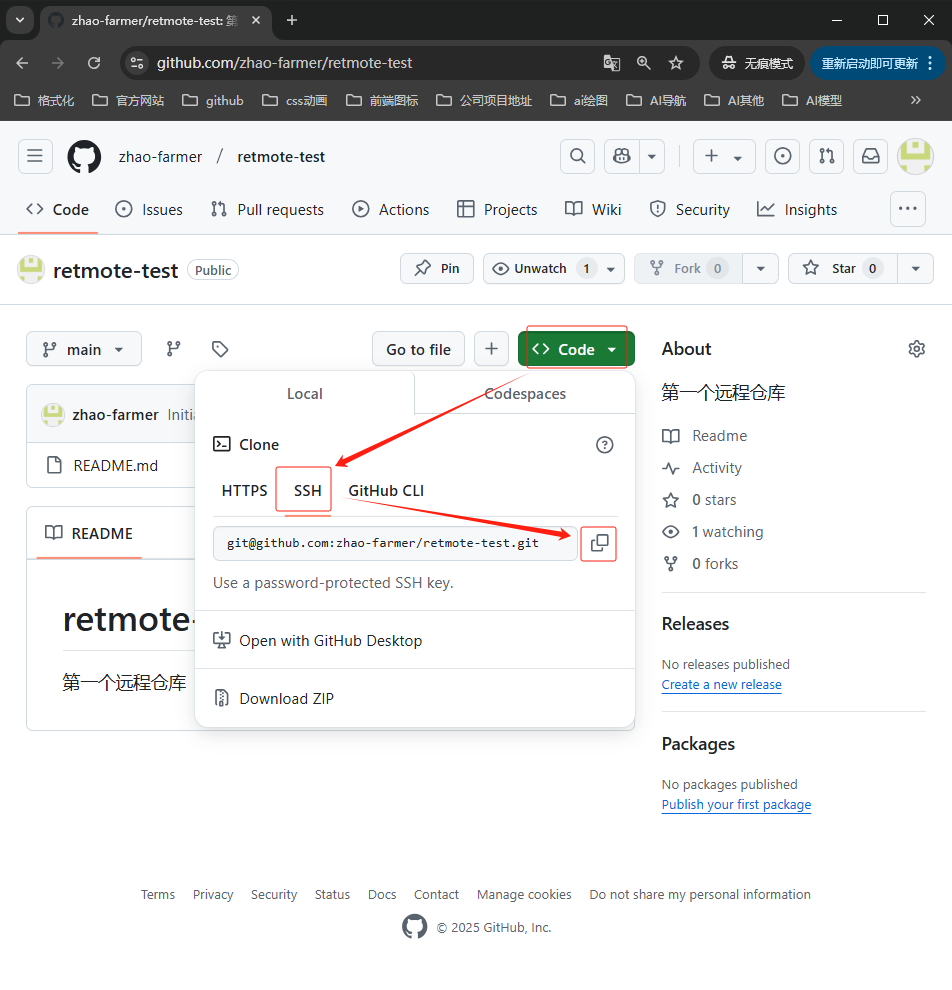 zhao-farmer/retmote-test: 第
github.com/zhao-farmer/retmote-test
无痕模式
重新启动即可更新
格式化
官方网站
github
css动画
前端图标
公司项目地址
ai绘图
AI导航
AI其他
AI模型
zhao-farmer / retmote-test
Code
Issues
Pull requests
Actions
Projects
Wiki
Security
Insights
retmote-test
Public
Pin
Unwatch 1
Fork 0
Star 0
main
Go to file
Code
Local
Codespaces
zhao-farmer Initi
README.md
README
retmote-
第一个远程仓库
Clone
HTTPS
SSH
GitHub CLI
git@github.com:zhao-farmer/retmote-test.git
Use a password-protected SSH key.
Open with GitHub Desktop
Download ZIP
About
第一个远程仓库
Readme
Activity
0 stars
1 watching
0 forks
Releases
No releases published
Create a new release
Packages
No packages published
Publish your first package
Terms
Privacy
Security
Status
Docs
Contact
Manage cookies
Do not share my personal information
© 2025 GitHub, Inc.